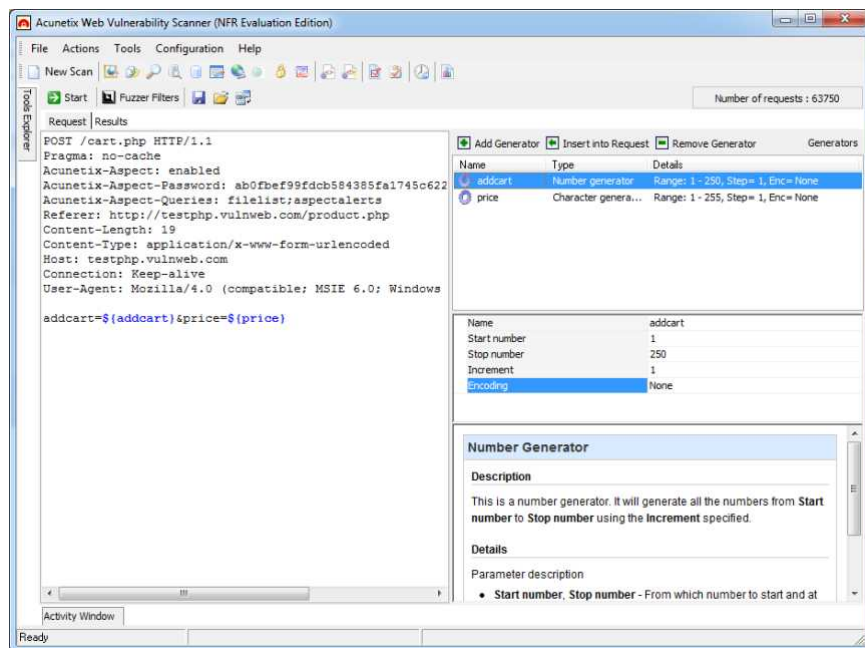 Acunetix Web Vulnerability Scanner (NFR Evaluation Edition)
File Actions Tools Configuration Help
New Scan
Tools Explorer
Start Fuzzer Filters
Number of requests : 63750
Request Results
POST /cart.php HTTP/1.1
Pragma: no-cache
Acunetix-Aspect: enabled
Acunetix-Aspect-Password: ab0fbef99fdcb584385fa1745c622
Acunetix-Aspect-Queries: filelist;aspectalerts
Referer: http://testphp.vulnweb.com/product.php
Content-Length: 19
Content-Type: application/x-www-form-urlencoded
Host: testphp.vulnweb.com
Connection: Keep-alive
User-Agent: Mozilla/4.0 (compatible; MSIE 6.0; Windows
addcart=${addcart}&price=${price}
Add Generator Insert into Request Remove Generator Generators
Name Type Details
addcart Number generator Range: 1 - 250, Step= 1, Enc= None
price Character genera... Range: 1 - 255, Step= 1, Enc= None
Name addcart
Start number 1
Stop number 250
Increment 1
Encoding None
Number Generator
Description
This is a number generator. It will generate all the numbers from Start
number to Stop number using the Increment specified.
Details
Parameter description
• Start number, Stop number - From which number to start and at
Activity Window
Ready